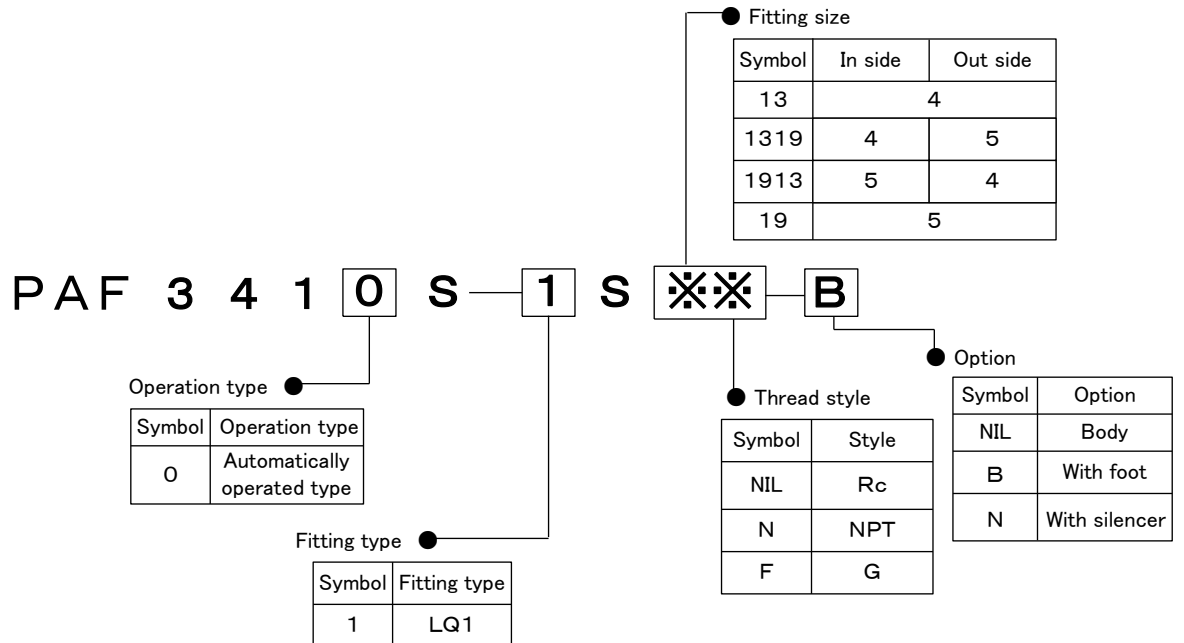 Fitting size
Symbol In side Out side
13 4
1319 4 5
1913 5 4
19 5
PAF 3 4 1 0 S 1 S ※※ B
Operation type
Symbol Operation type
0 Automatically operated type
Fitting type
Symbol Fitting type
1 LQ1
Thread style
Symbol Style
NIL Rc
N NPT
F G
Option
Symbol Option
NIL Body
B With foot
N With silencer